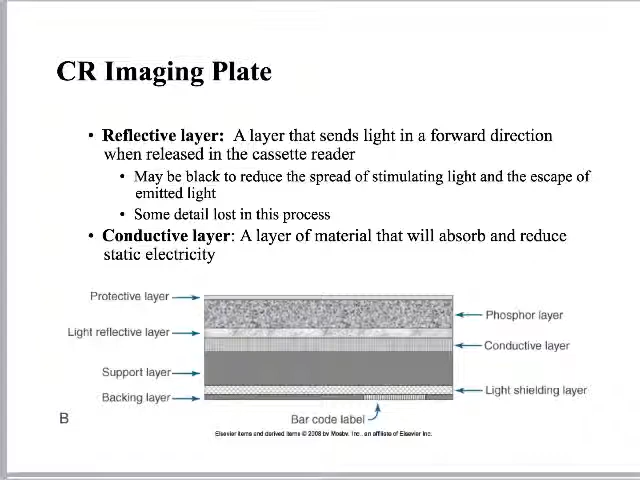 CR Imaging Plate
• Reflective layer: A layer that sends light in a forward direction
when released in the cassette reader
• May be black to reduce the spread of stimulating light and the escape of
emitted light
• Some detail lost in this process
• Conductive layer: A layer of material that will absorb and reduce
static electricity
Protective layer
Phosphor layer
Light reflective layer
Conductive layer
Support layer
Light shielding layer
Backing layer
B
Bar code label
Elsevier items and derived items © 2008 by Mosby, Inc., an affiliate of Elsevier Inc.